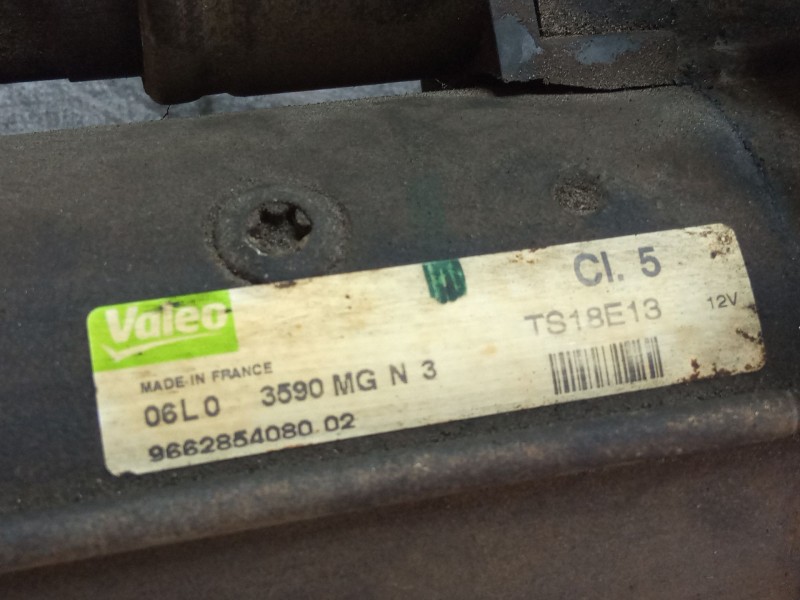 Valeo
Cl. 5
TS18E13 12V
MADE-IN FRANCE
06L0 3590 MG N 3
9662854080.02